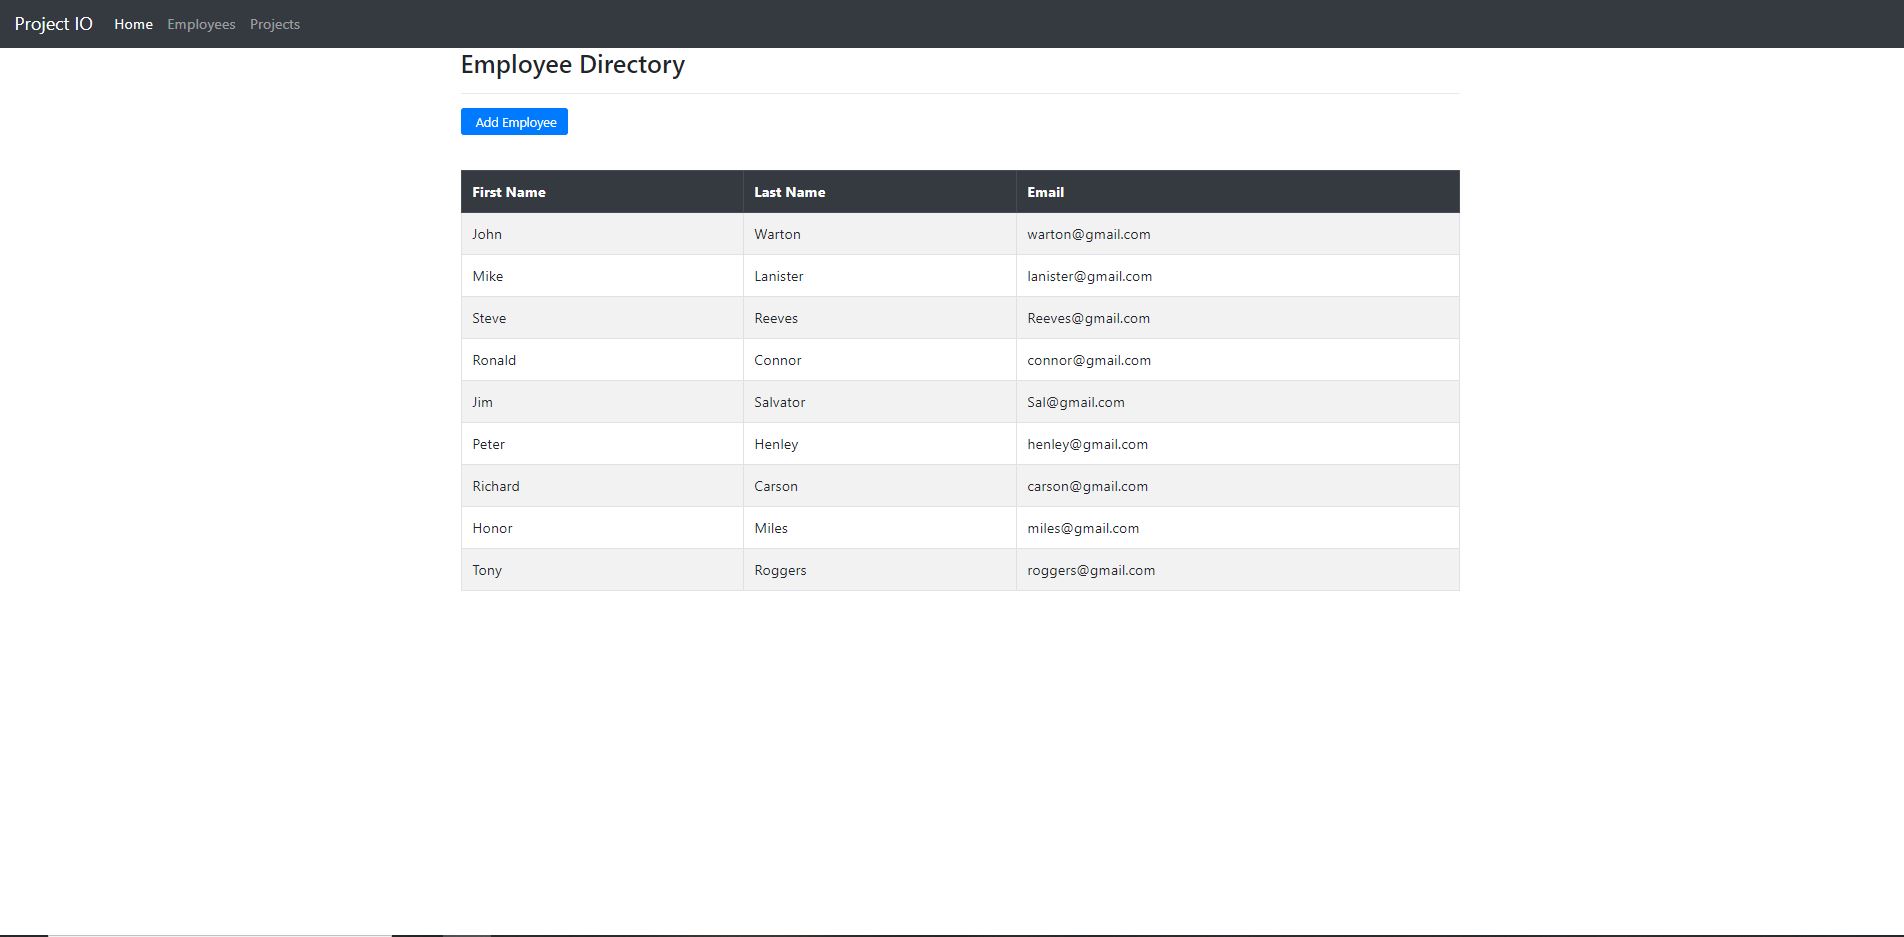 Project IO Home Employees Projects
Employee Directory
Add Employee
First Name Last Name Email
John Warton warton@gmail.com
Mike Lanister lanister@gmail.com
Steve Reeves Reeves@gmail.com
Ronald Connor connor@gmail.com
Jim Salvator Sal@gmail.com
Peter Henley henley@gmail.com
Richard Carson carson@gmail.com
Honor Miles miles@gmail.com
Tony Roggers roggers@gmail.com